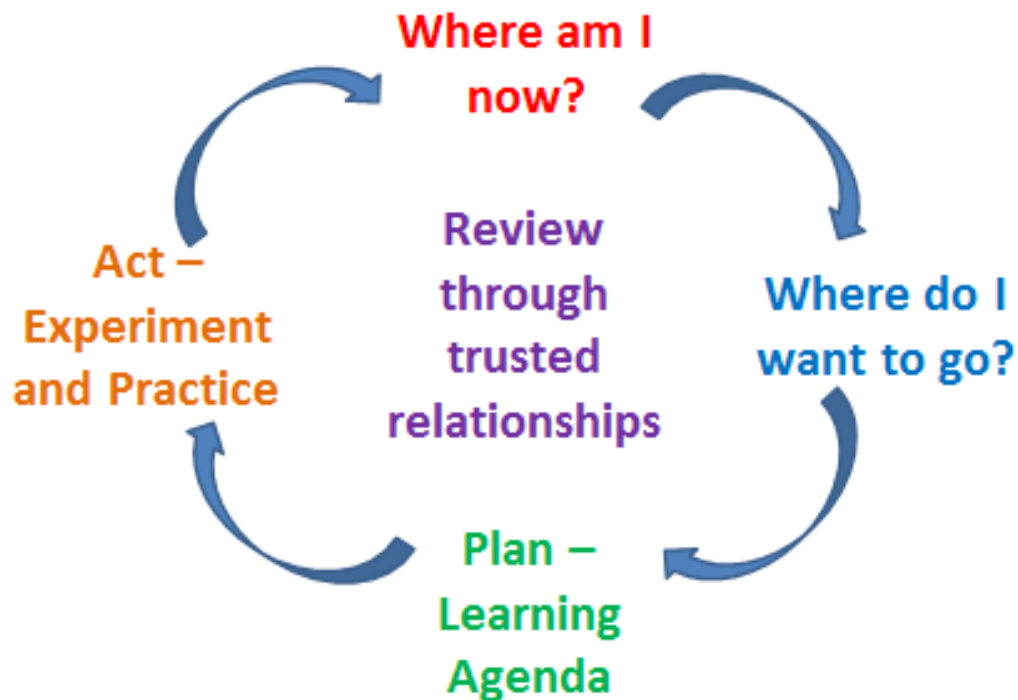 Where am I
now?
Where do I
want to go?
Plan –
Learning
Agenda
Act –
Experiment
and Practice
Review
through
trusted
relationships